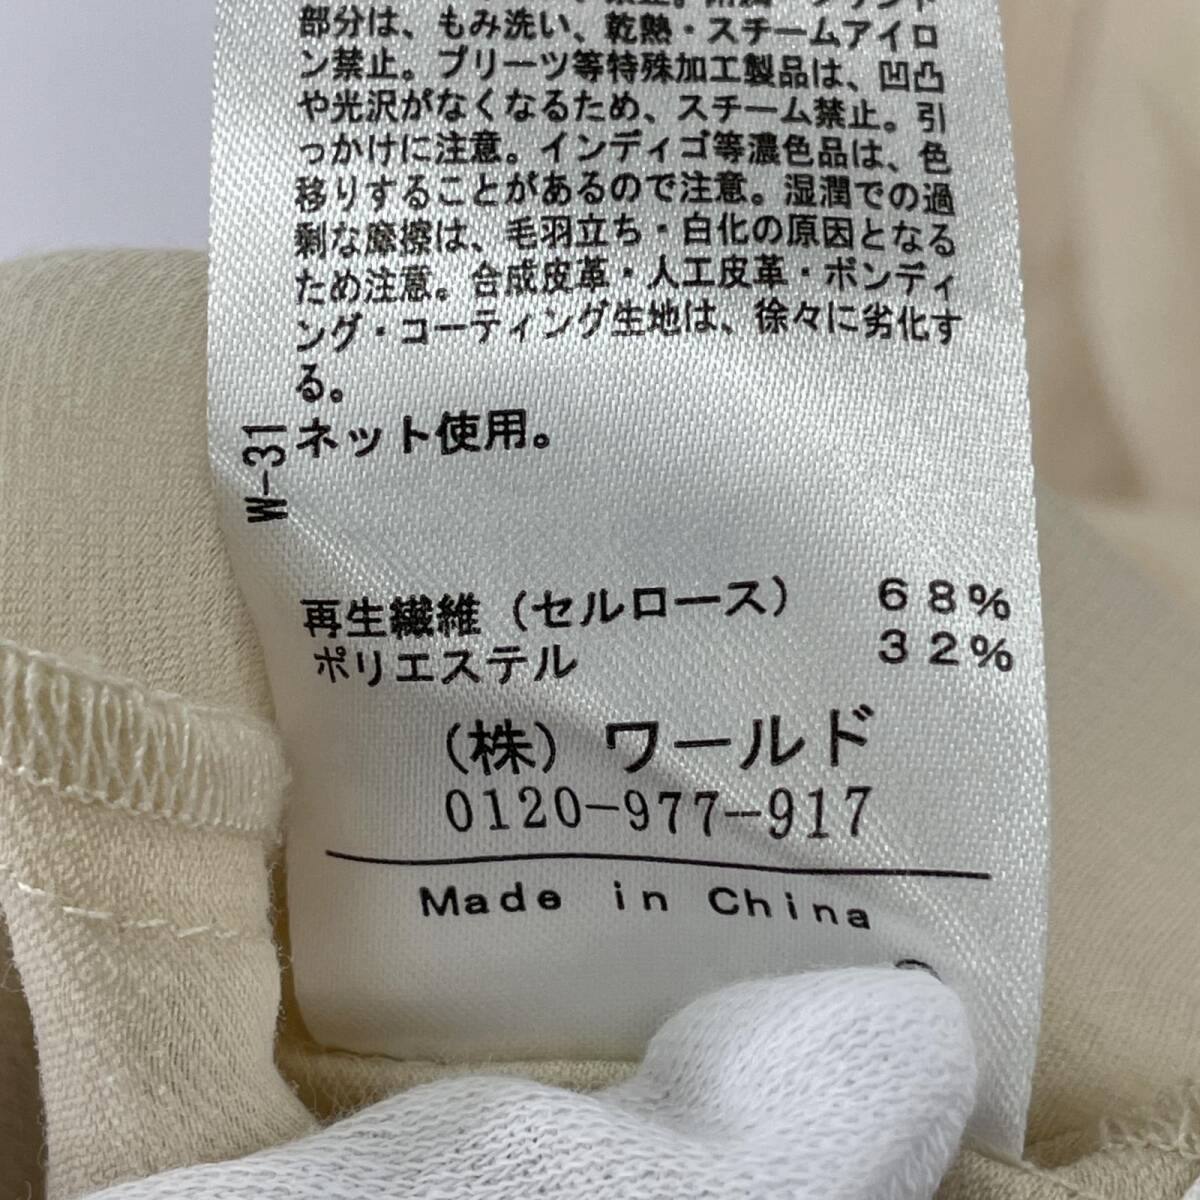 部分は、もみ洗い、乾熱・スチームアイロ
ン禁止。プリーツ等特殊加工製品は、凹凸
や光沢がなくなるため、スチーム禁止。引
っかけに注意。インディゴ等濃色品は、色
移りすることがあるので注意。湿潤での過
剰な摩擦は、毛羽立ち・白化の原因となる
ため注意。合成皮革・人工皮革・ボンディ
ング・コーティング生地は、徐々に劣化す
る。
ネット使用。
W-31
再生繊維(セルロース) 68%
ポリエステル 32%
(株)ワールド
0120-977-917
Made in China